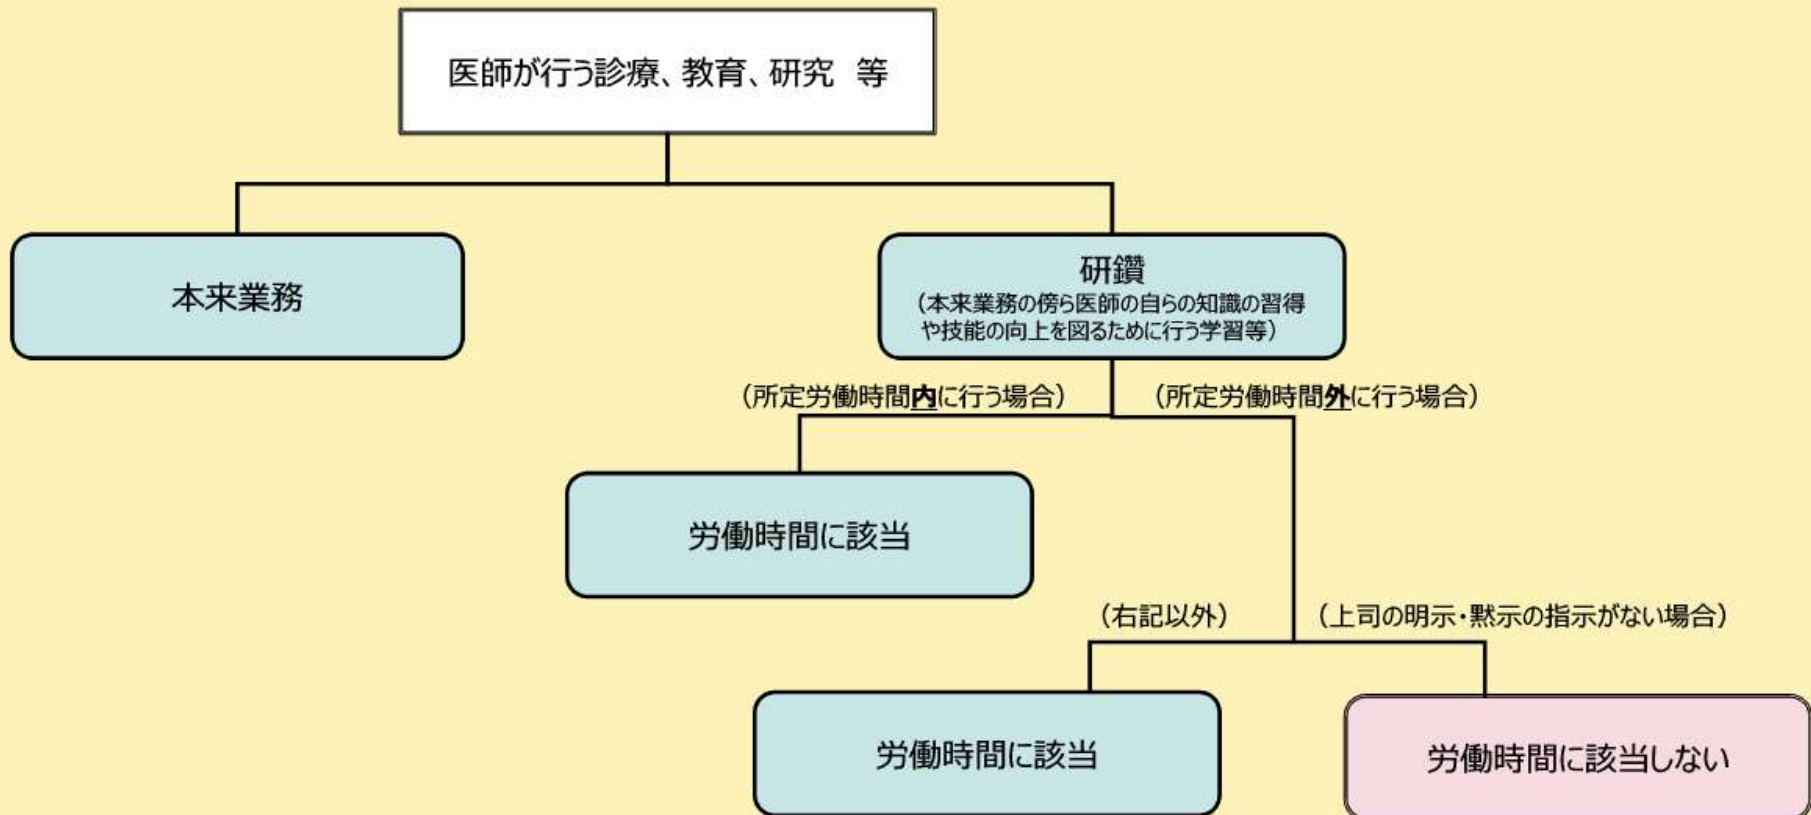 医師が行う診療、教育、研究　等
本来業務
研鑽
（本来業務の傍ら医師の自らの知識の習得
や技能の向上を図るために行う学習等）
（所定労働時間内に行う場合）
（所定労働時間外に行う場合）
労働時間に該当
（右記以外）
（上司の明示・黙示の指示がない場合）
労働時間に該当
労働時間に該当しない